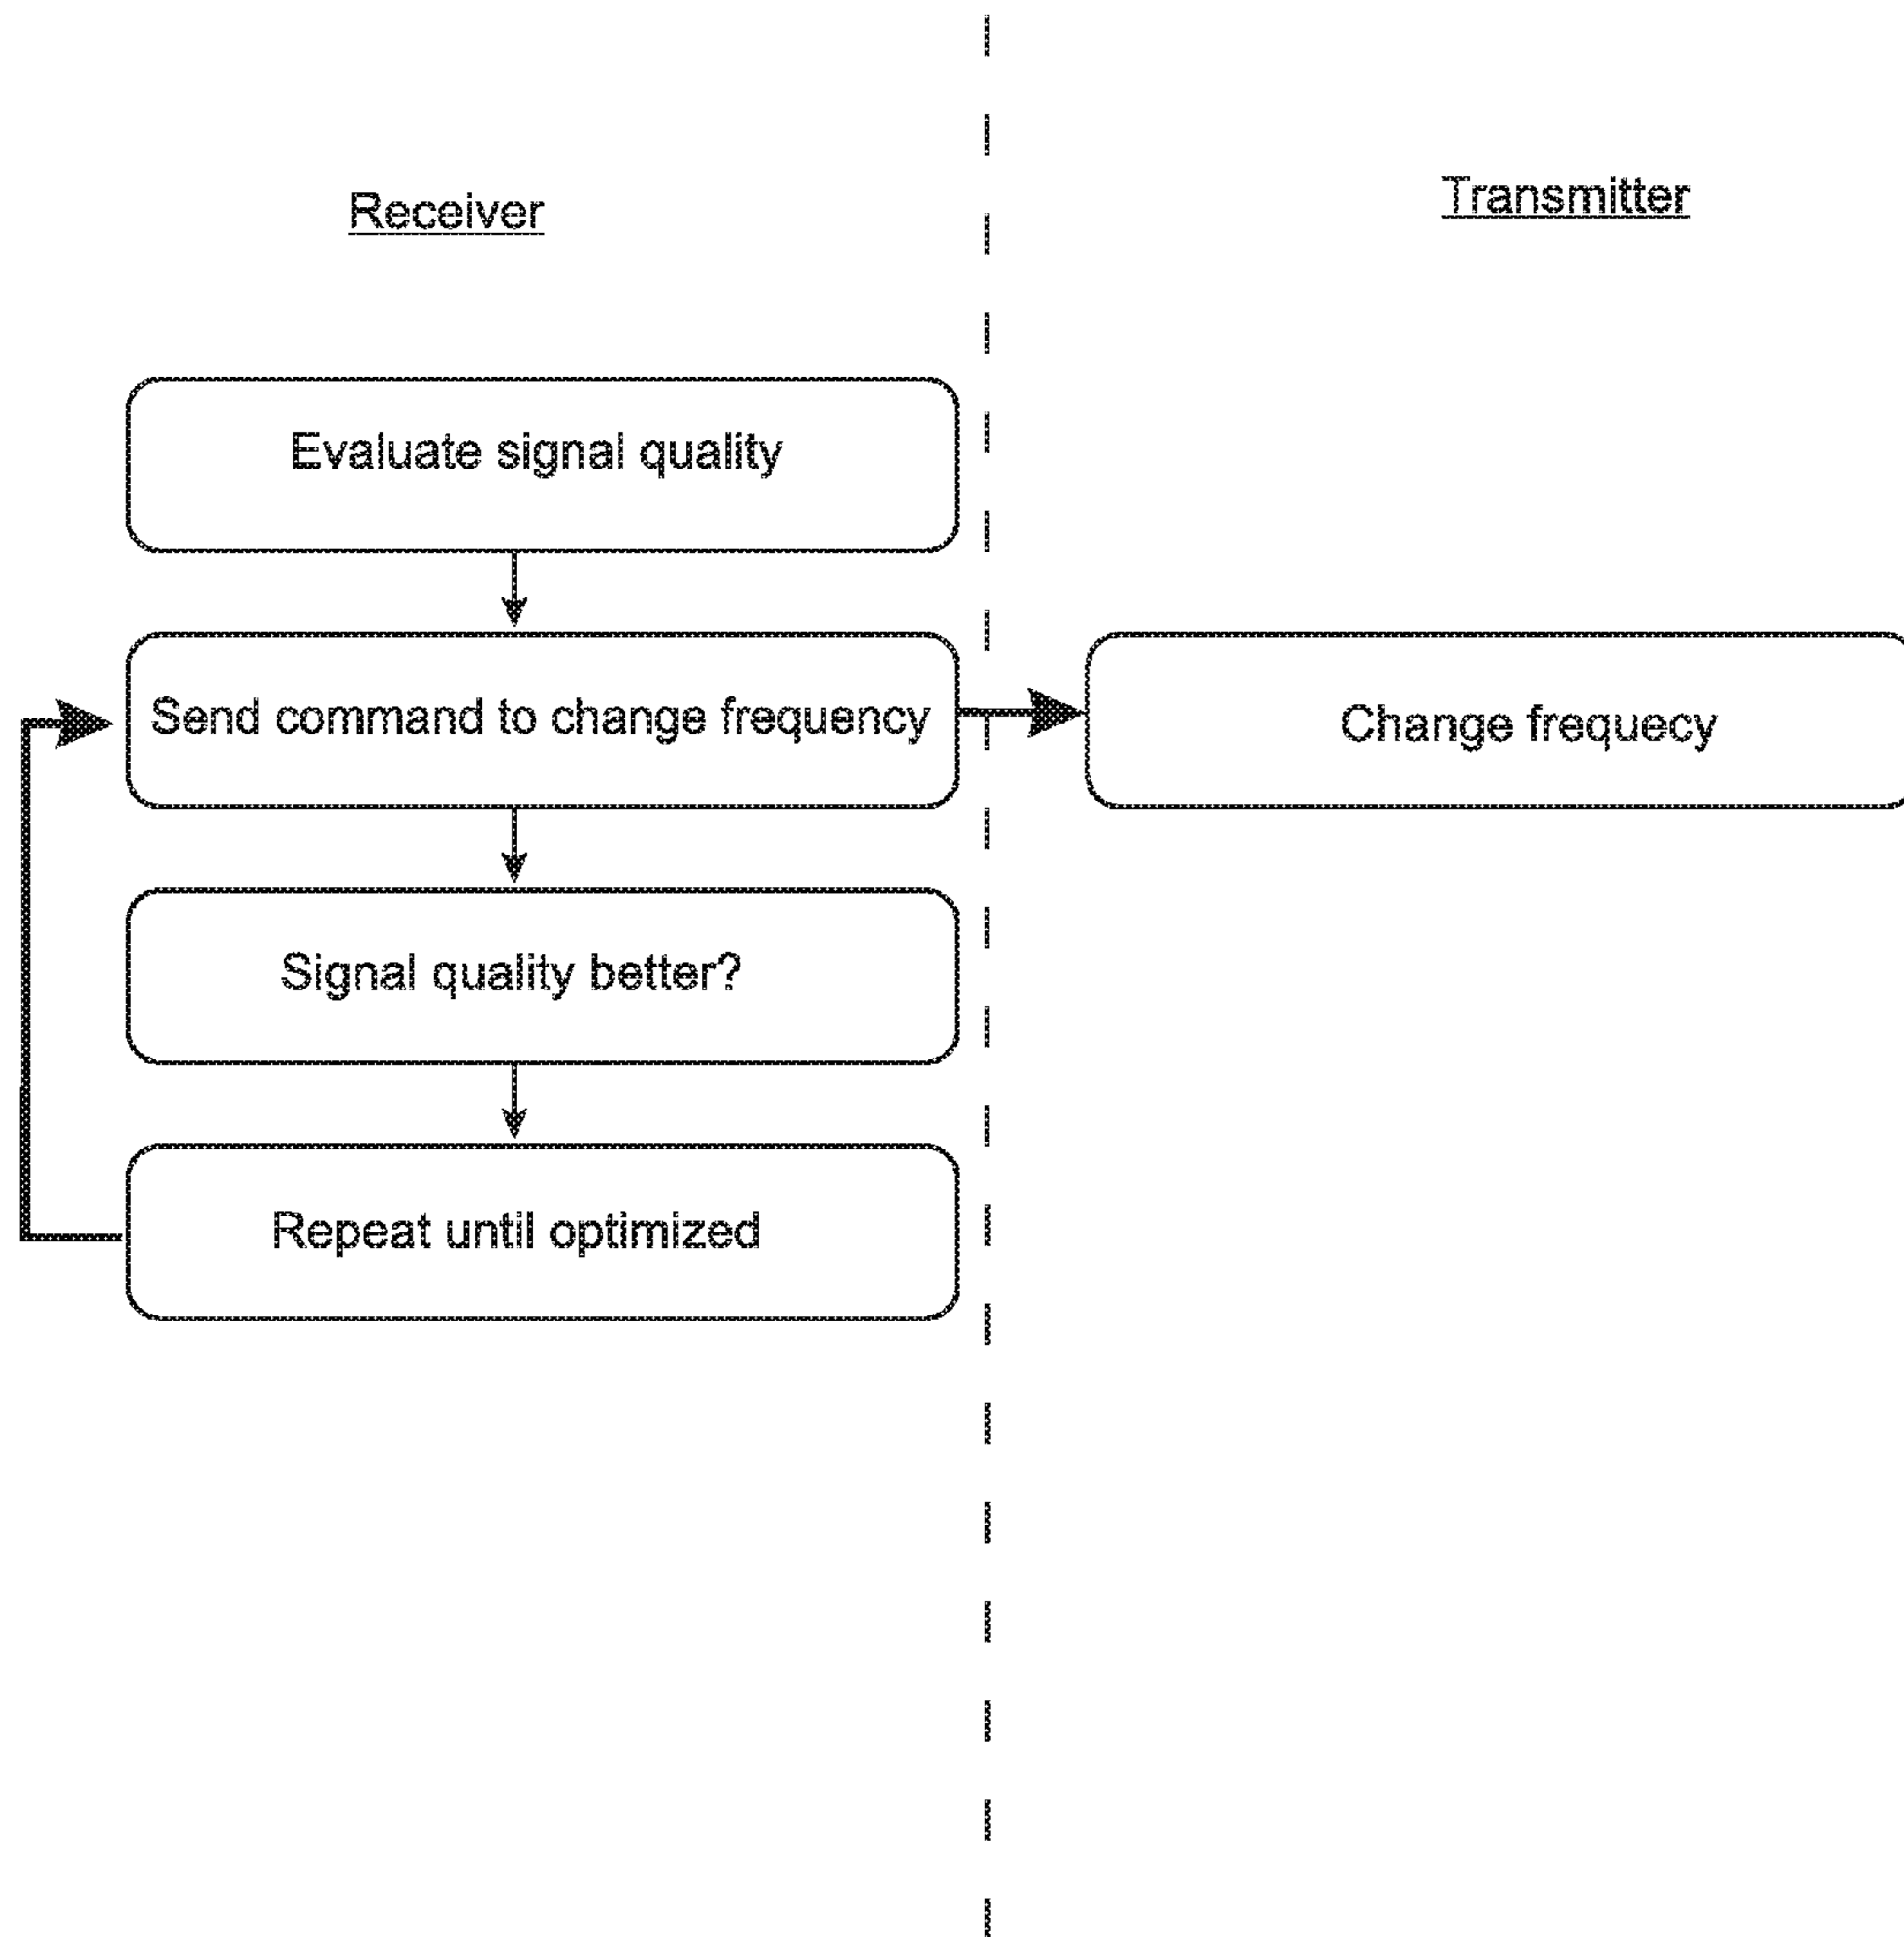 Receiver
Transmitter
Evaluate signal quality
Send command to change frequency
Change frequecy
Signal quality better?
Repeat until optimized